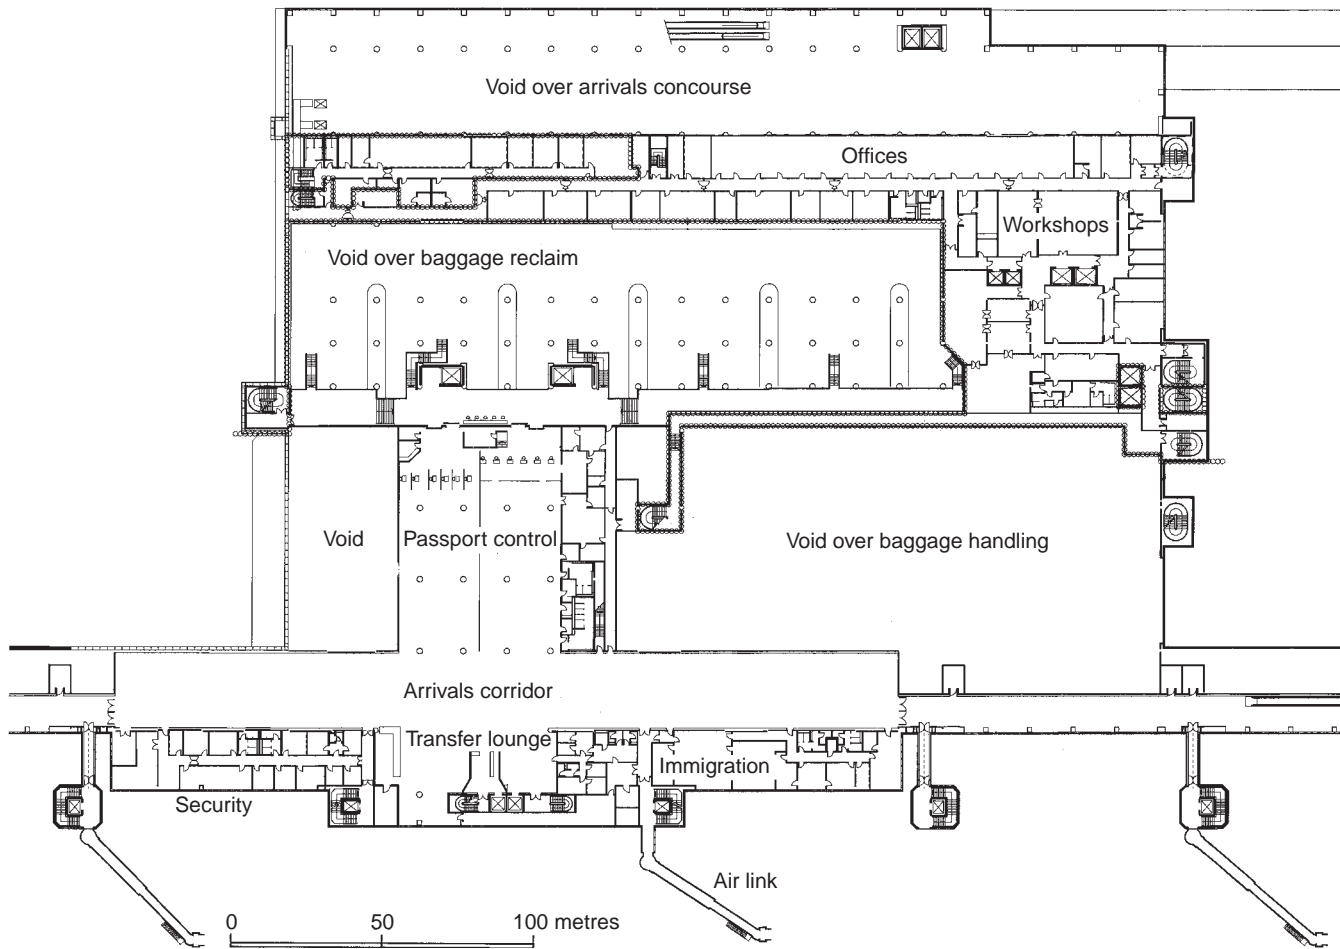 Void over arrivals concourse
Offices
Workshops
Void over baggage reclaim
Void
Passport control
Void over baggage handling
Arrivals corridor
Transfer lounge
Immigration
Security
Air link
0 50 100 metres